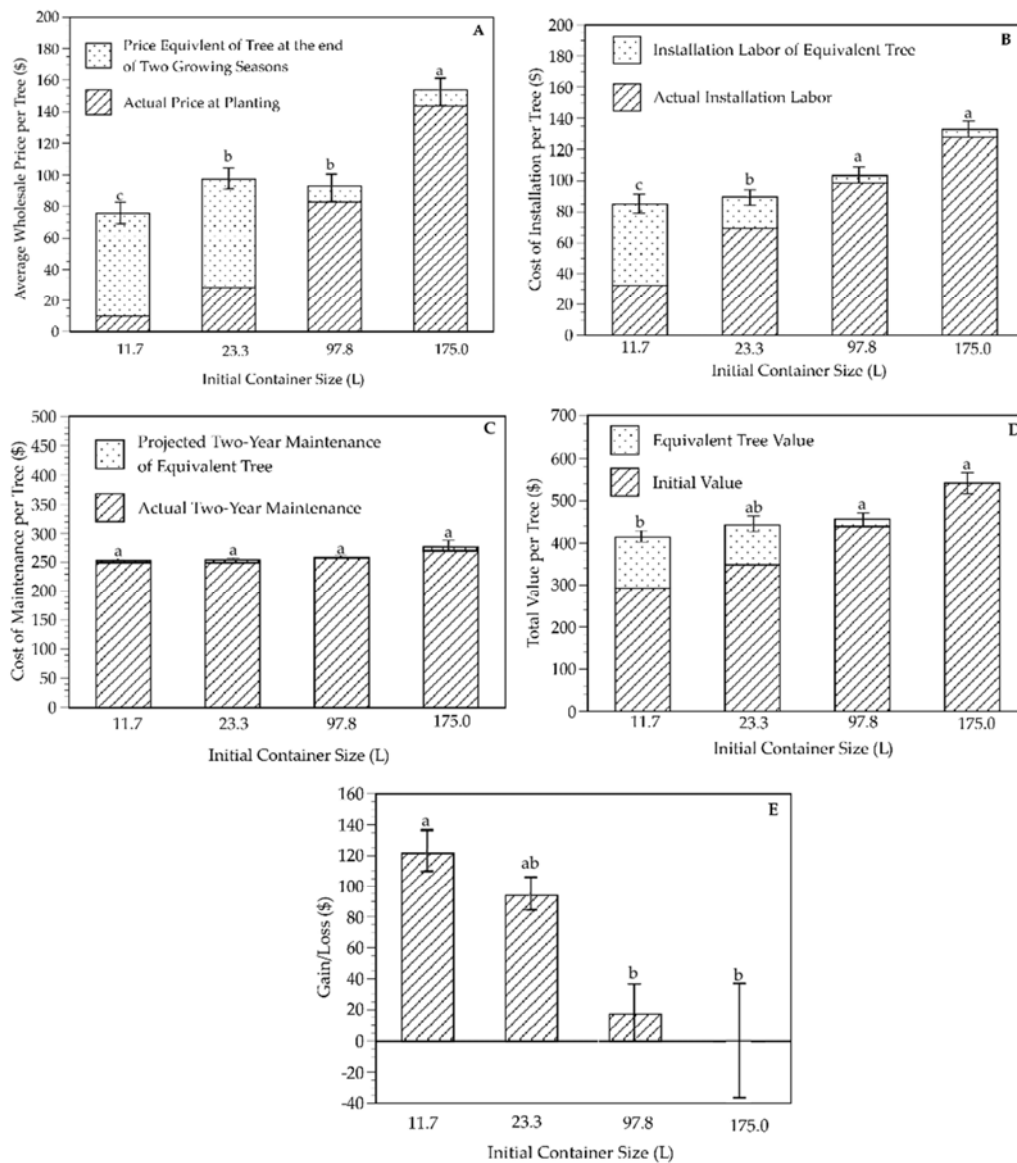 A
Price Equivlent of Tree at the end
of Two Growing Seasons
Actual Price at Planting
Average Wholesale Price per Tree ($)
200
180
160
140
120
100
80
60
40
20
0
c
b
b
a
11.7 23.3 97.8 175.0
Initial Container Size (L)
B
Installation Labor of Equivalent Tree
Actual Installation Labor
Cost of Installation per Tree ($)
200
180
160
140
120
100
80
60
40
20
0
c
b
a
a
11.7 23.3 97.8 175.0
Initial Container Size (L)
C
Projected Two-Year Maintenance
of Equivalent Tree
Actual Two-Year Maintenance
Cost of Maintenance per Tree ($)
500
450
400
350
300
250
200
150
100
50
0
a
a
a
a
11.7 23.3 97.8 175.0
Initial Container Size (L)
D
Equivalent Tree Value
Initial Value
Total Value per Tree ($)
700
600
500
400
300
200
100
0
b
ab
a
a
11.7 23.3 97.8 175.0
Initial Container Size (L)
E
Gain/Loss ($)
160
140
120
100
80
60
40
20
0
-20
-40
a
ab
b
b
11.7 23.3 97.8 175.0
Initial Container Size (L)